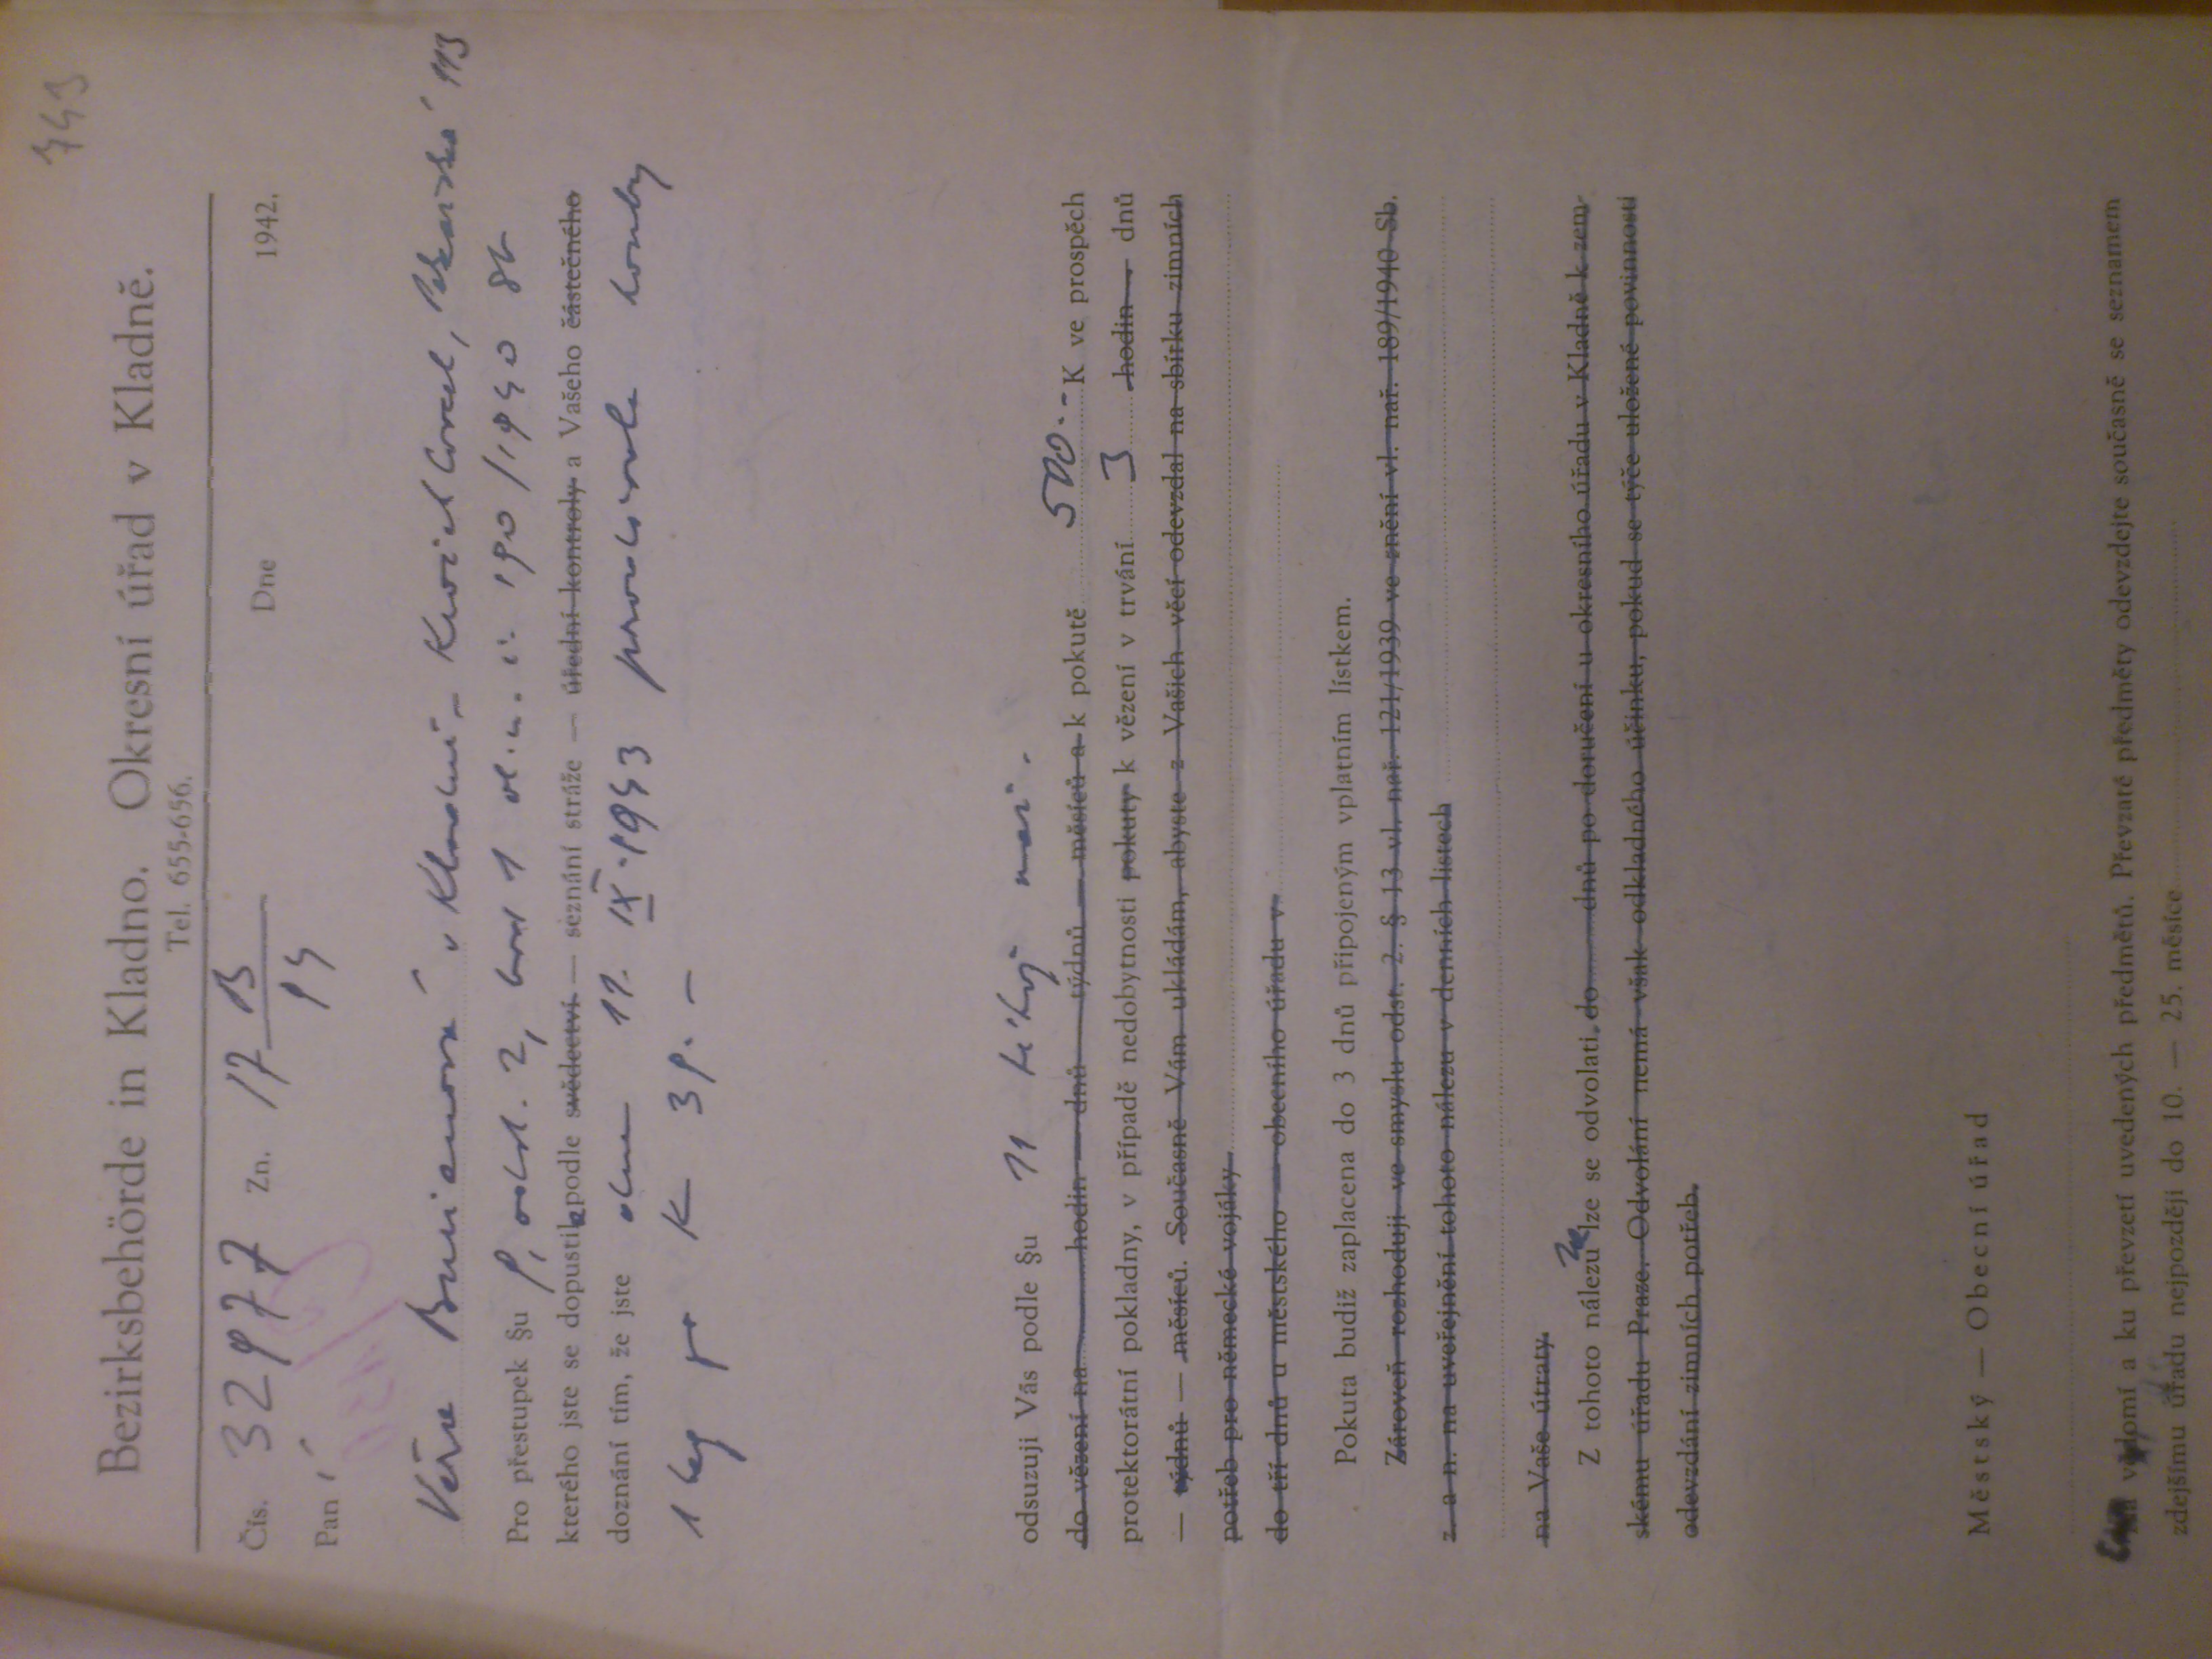 743
Bezirksbehörde in Kladno. Okresní úřad v Kladně.
Tel. 655-656.
Čís. 32977 Zn. 17 B/14 Dne 1942.
Paní
Věra Burianová v Kladně - 113
Pro přestupek §u 9, odst. 2, bod 1 vl. n. č. 190/1940 Sb
kterého jste se dopustila podle svědectví — seznání stráže — úřední kontroly a Vašeho částečného
doznání tím, že jste dne 11. IX. 1943 prodávala houby
1 kg po K 39.-
odsuzuji Vás podle §u 11 téhož nař.
do vězení na hodin — dnů týdnů — měsíců a k pokutě 500.- K ve prospěch
protektorátní pokladny, v případě nedobytnosti pokuty k vězení v trvání 3 hodin — dnů
— týdnů — měsíců. Současně Vám ukládám, abyste z Vašich věcí odevzdal na sbírku zimních
potřeb pro německé vojáky
do tří dnů u městského — obecního úřadu v
Pokuta budiž zaplacena do 3 dnů připojeným vplatním lístkem.
Zároveň rozhoduji ve smyslu odst. 2. § 13 vl. nař. 121/1939 ve znění vl. nař. 189/1940 Sb.
z. a n. na uveřejnění tohoto nálezu v denních listech
na Vaše útraty.
Z tohoto nálezu ne lze se odvolati. do dnů po doručení u okresního úřadu v Kladně k zem-
skému úřadu Praze. Odvolání nemá však odkladného účinku, pokud se týče uložené povinnosti
odevzdání zimních potřeb.
Městský — Obecní úřad
vědomí a ku převzetí uvedených předmětů. Převzaté předměty odevzdejte současně se seznamem
zdejšímu úřadu nejpozději do 10. — 25. měsíce